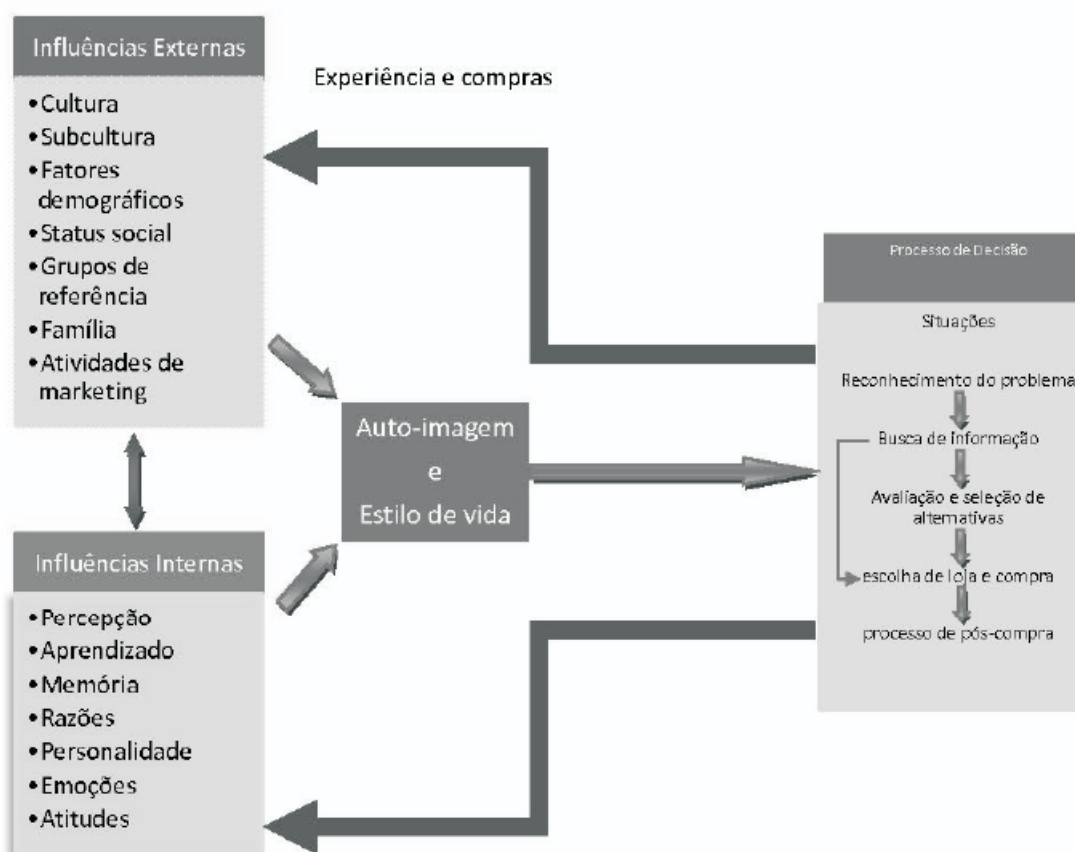 Influências Externas
•Cultura
•Subcultura
•Fatores
demográficos
•Status social
•Grupos de
referência
•Família
•Atividades de
marketing
Experiência e compras
Influências Internas
•Percepção
•Aprendizado
•Memória
•Razões
•Personalidade
•Emoções
•Atitudes
Auto-imagem
e
Estilo de vida
Processo de Decisão
Situações
Reconhecimento do problema
Busca de informação
Avaliação e seleção de
alternativas
escolha de loja e compra
processo de pós-compra